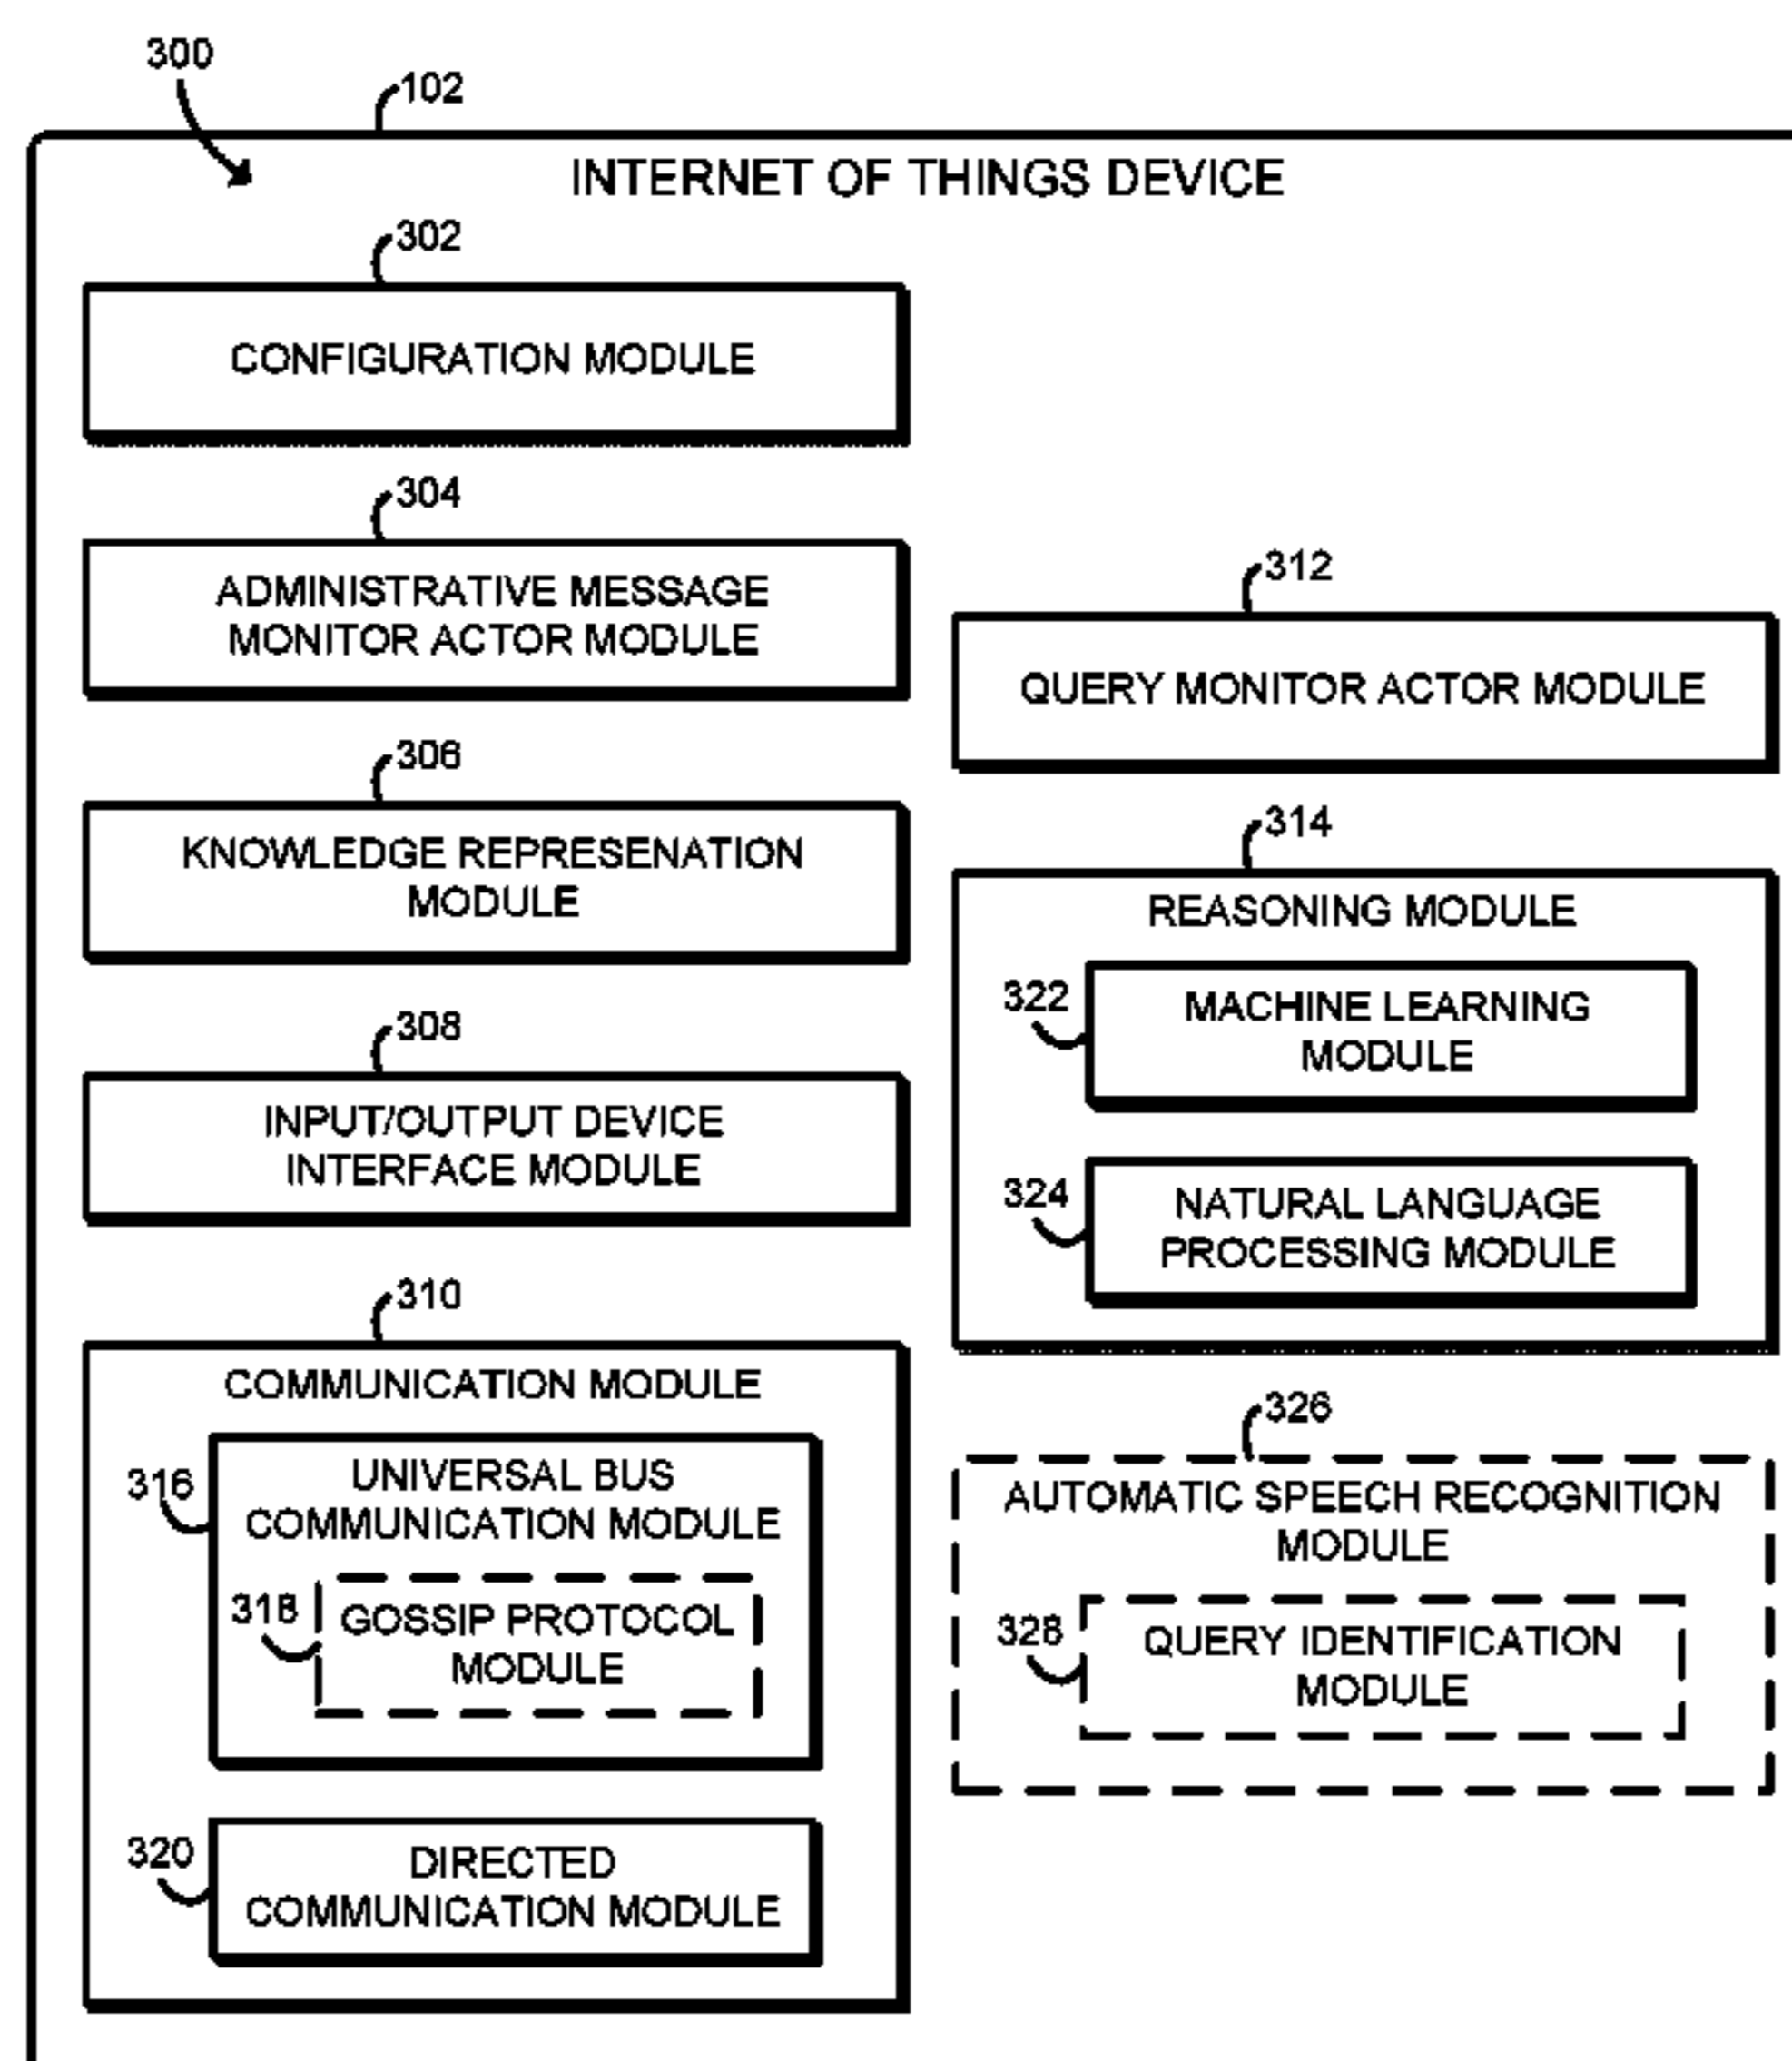 300
102
INTERNET OF THINGS DEVICE
302
CONFIGURATION MODULE
304
ADMINISTRATIVE MESSAGE
MONITOR ACTOR MODULE
306
KNOWLEDGE REPRESENATION
MODULE
308
INPUT/OUTPUT DEVICE
INTERFACE MODULE
310
COMMUNICATION MODULE
316
UNIVERSAL BUS
COMMUNICATION MODULE
318
GOSSIP PROTOCOL
MODULE
320
DIRECTED
COMMUNICATION MODULE
312
QUERY MONITOR ACTOR MODULE
314
REASONING MODULE
322
MACHINE LEARNING
MODULE
324
NATURAL LANGUAGE
PROCESSING MODULE
326
AUTOMATIC SPEECH RECOGNITION
MODULE
328
QUERY IDENTIFICATION
MODULE